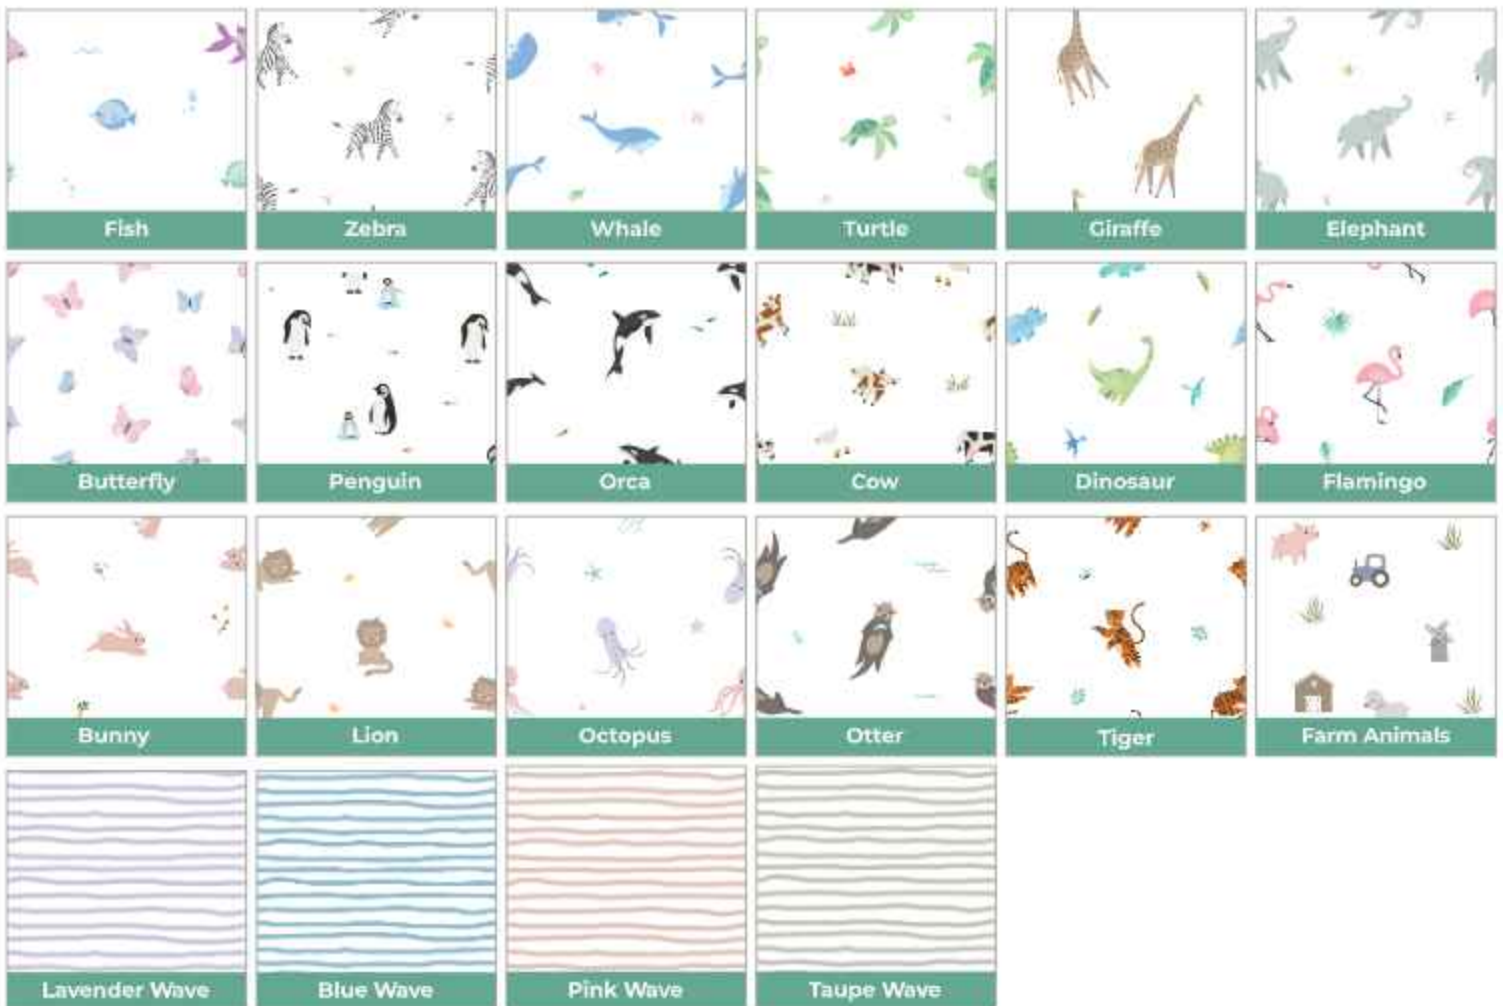 Fish
Zebra
Whale
Turtle
Giraffe
Elephant
Butterfly
Penguin
Orca
Cow
Dinosaur
Flamingo
Bunny
Lion
Octopus
Otter
Tiger
Farm Animals
Lavender Wave
Blue Wave
Pink Wave
Taupe Wave